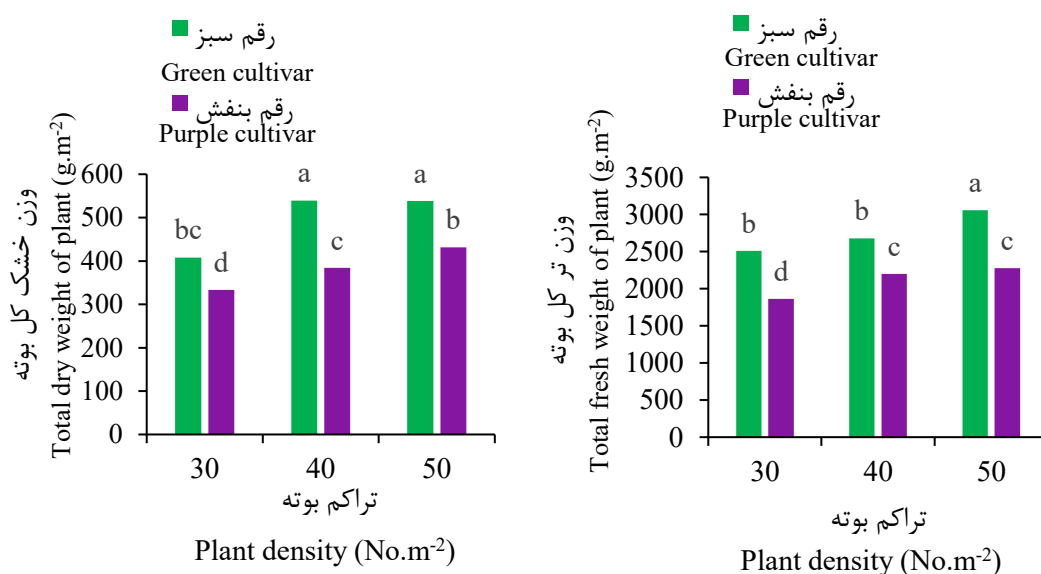 رقم سبز
Green cultivar
رقم بنفش
Purple cultivar
وزن خشک کل بوته
Total dry weight of plant (g.m-2)
600
500
400
300
200
100
0
bc
d
a
c
a
b
30
40
50
تراکم بوته
Plant density (No.m-2)
رقم سبز
Green cultivar
رقم بنفش
Purple cultivar
وزن تر کل بوته
Total fresh weight of plant (g.m-2)
3500
3000
2500
2000
1500
1000
500
0
b
d
b
c
a
c
30
40
50
تراکم بوته
Plant density (No.m-2)